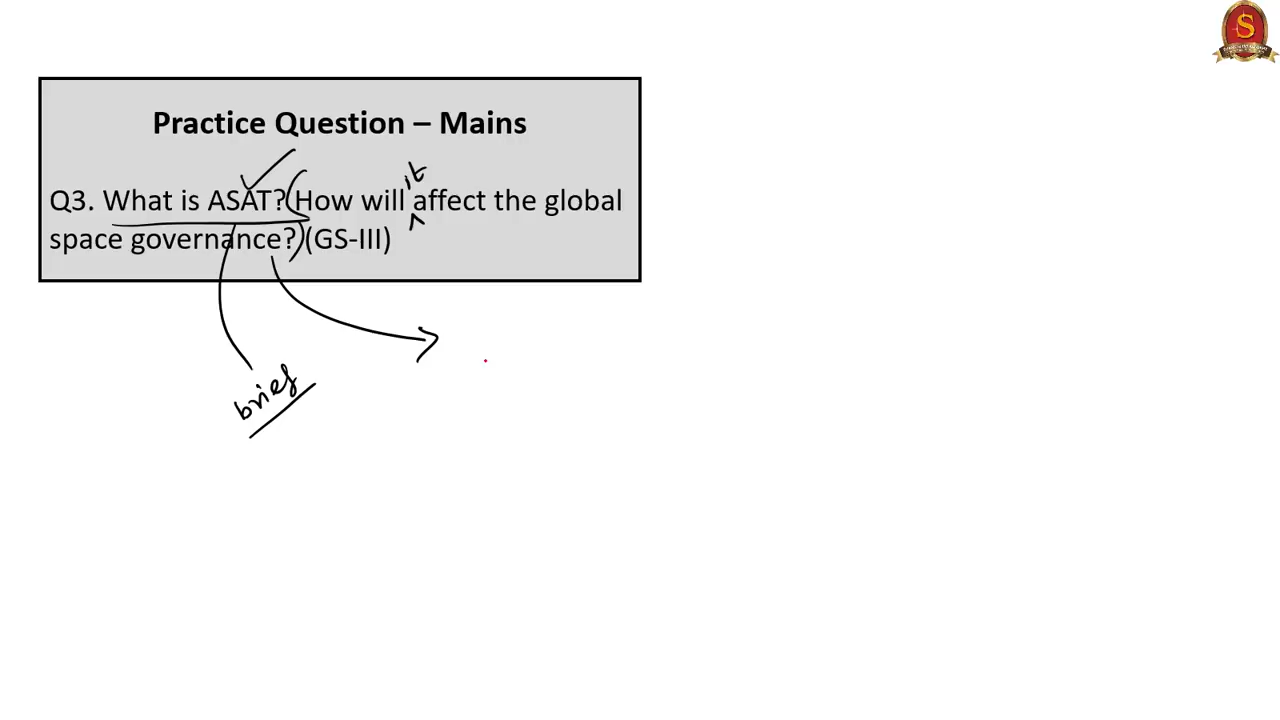 Practice Question – Mains
it
Q3. What is ASAT? How will affect the global
space governance? (GS-III)
brief
S